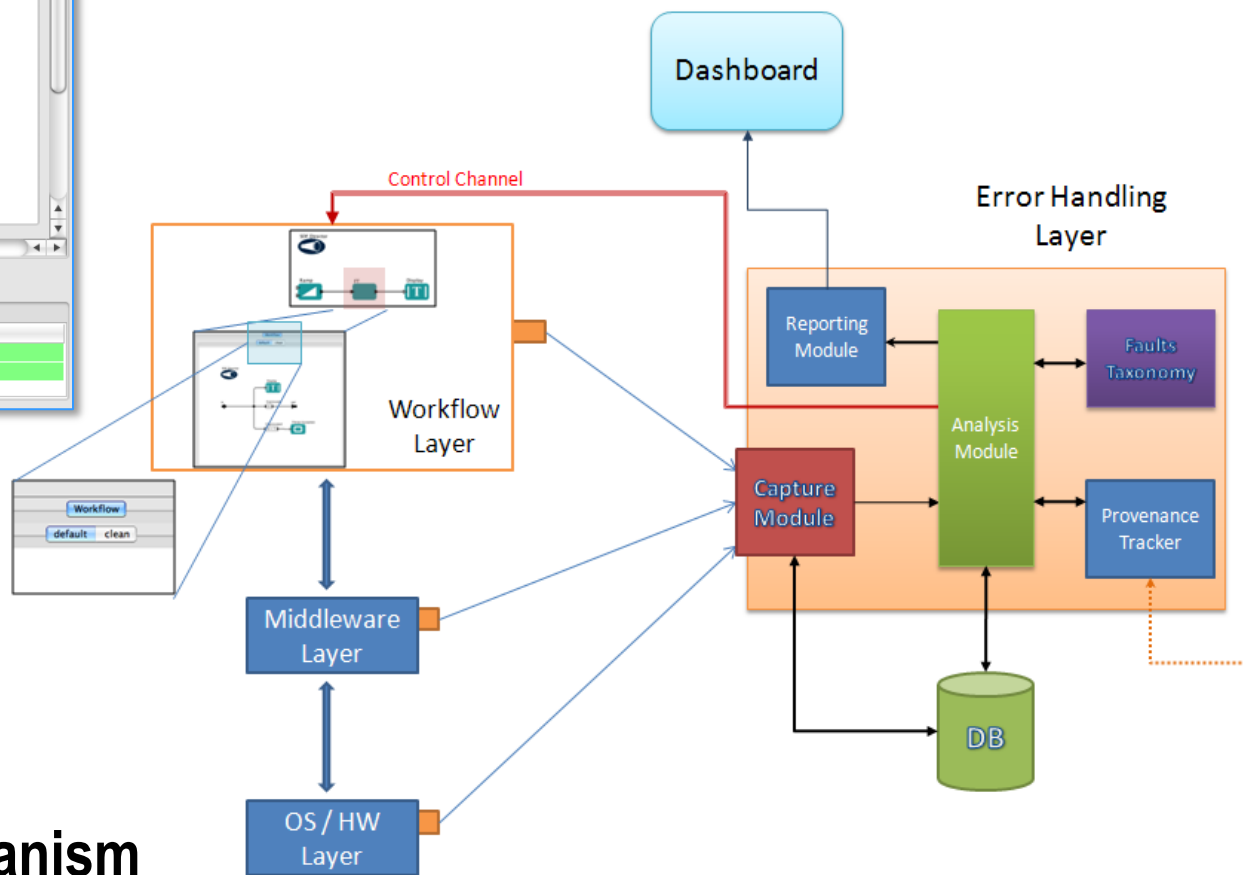 Dashboard
Control Channel
Error Handling
Layer
Reporting
Module
Faults
Taxonomy
Analysis
Module
Workflow
Layer
Capture
Module
Provenance
Tracker
Workflow
default clean
Middleware
Layer
DB
OS / HW
Layer
anism